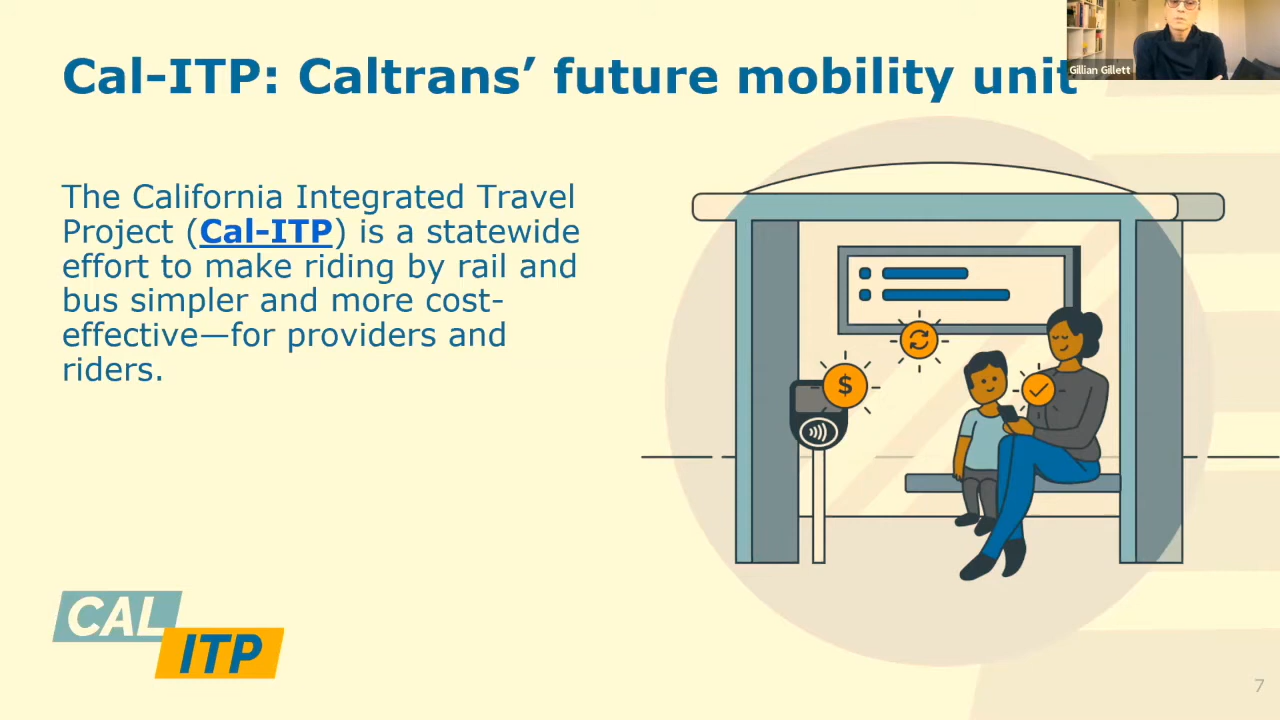 Cal-ITP: Caltrans’ future mobility unit
Gillian Gillett
The California Integrated Travel
Project (Cal-ITP) is a statewide
effort to make riding by rail and
bus simpler and more cost-
effective—for providers and
riders.
$
CAL
ITP
7